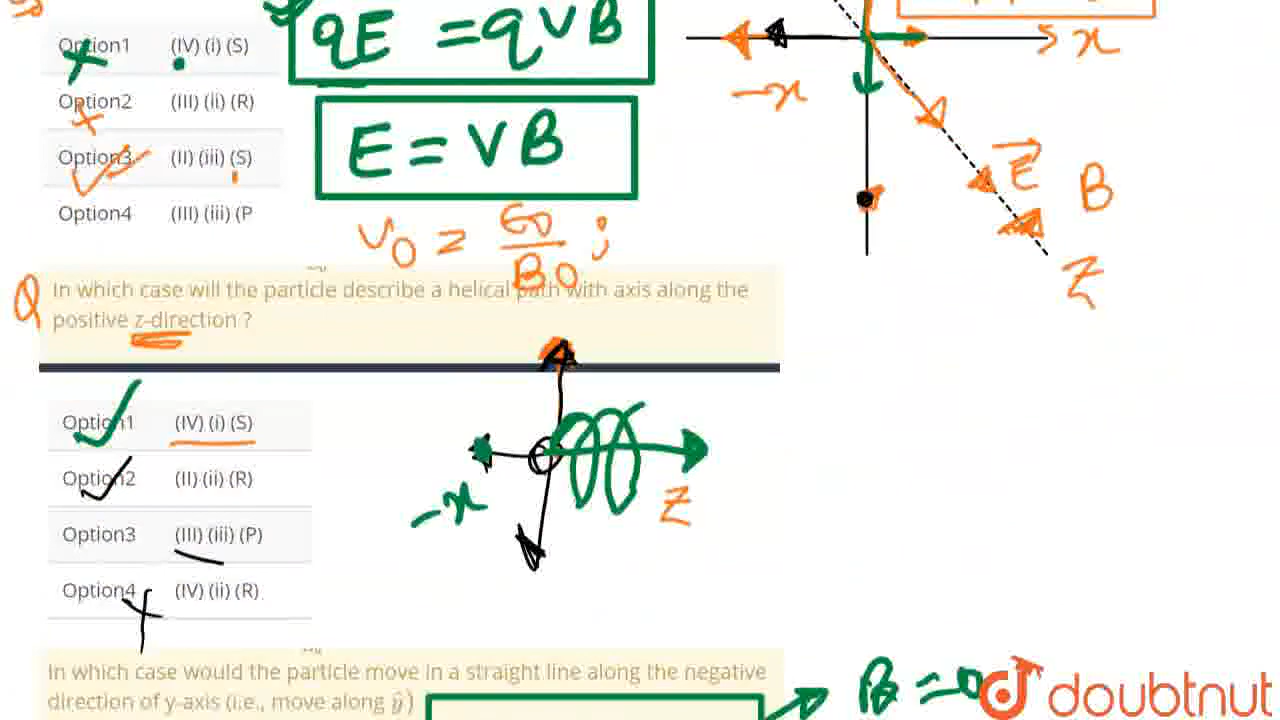 Option1 (IV) (i) (S)
Option2 (III) (ii) (R)
Option3 (II) (iii) (S)
Option4 (III) (iii) (P
qE = qVB
E = VB
V0 = E0/B0 ;
x
-x
E B
Z
Q In which case will the particle describe a helical path with axis along the
positive z-direction ?
Option1 (IV) (i) (S)
Option2 (II) (ii) (R)
Option3 (III) (iii) (P)
Option4 (IV) (ii) (R)
-x
Z
In which case would the particle move in a straight line along the negative
direction of y-axis (i.e., move along ŷ)
B = 0
doubtnut